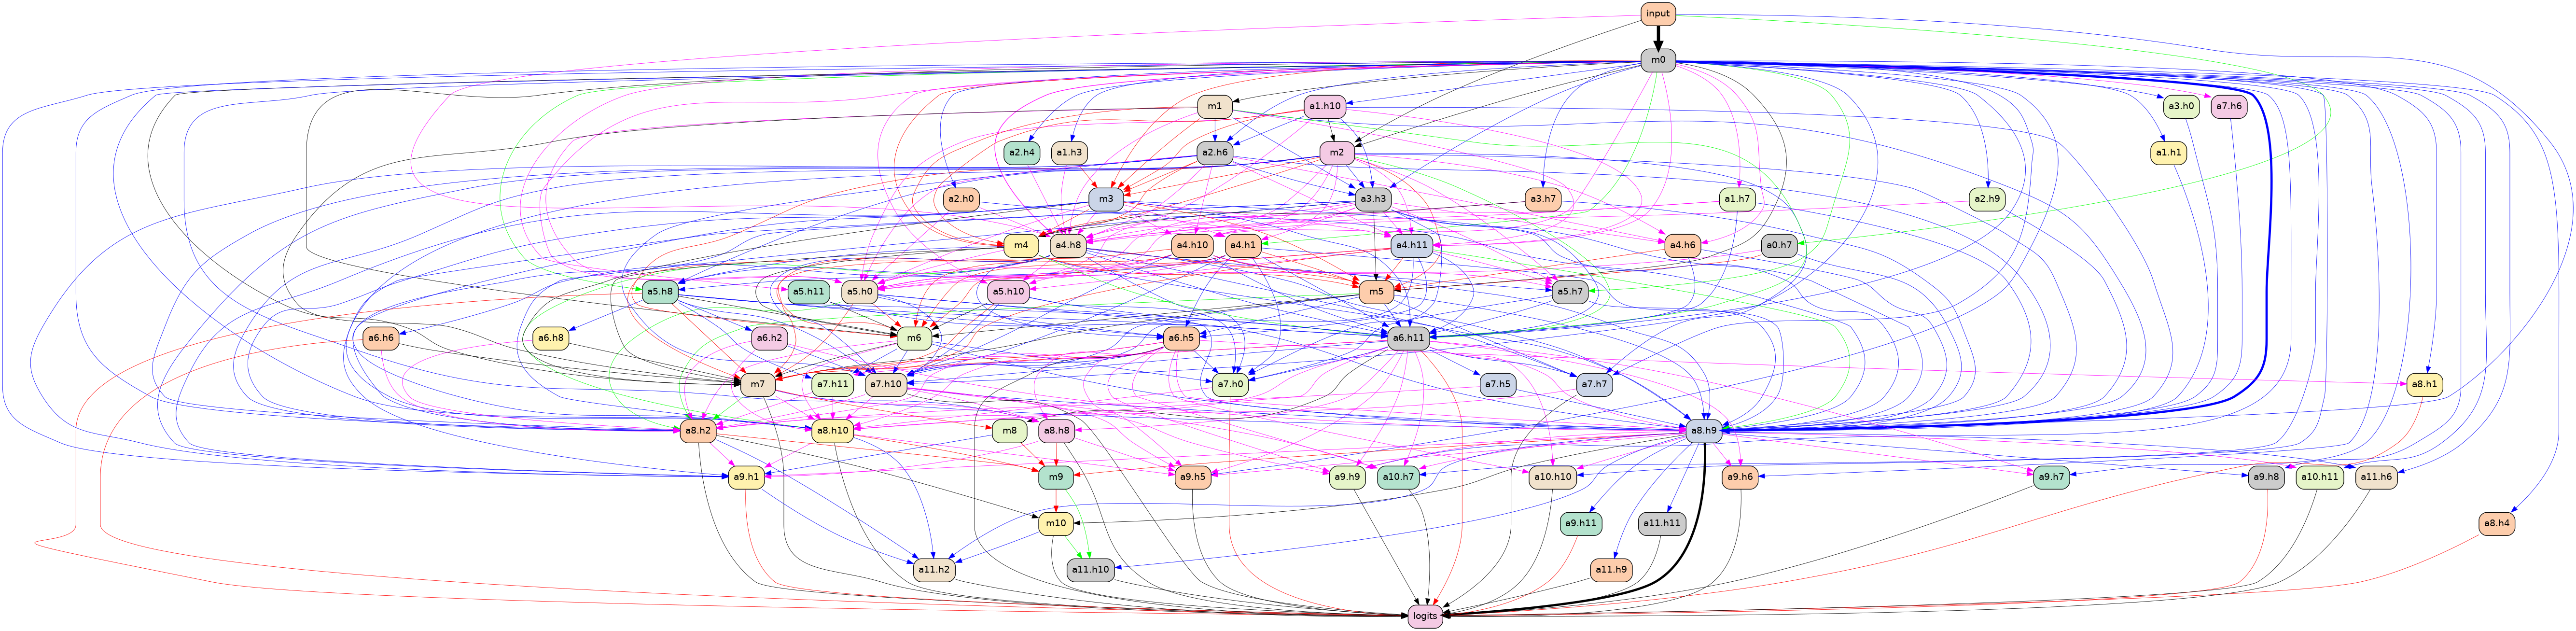 input
m0
m1 a1.h10 a3.h0 a7.h6
a2.h4 a1.h3 a2.h6 m2 a1.h1
a2.h0 m3 a3.h3 a3.h7 a1.h7 a2.h9
m4 a4.h8 a4.h10 a4.h1 a4.h11 a4.h6 a0.h7
a5.h8 a5.h11 a5.h0 a5.h10 m5 a5.h7
a6.h6 a6.h8 a6.h2 m6 a6.h5 a6.h11
m7 a7.h11 a7.h10 a7.h0 a7.h5 a7.h7 a8.h1
a8.h2 a8.h10 m8 a8.h8 a8.h9
a9.h1 m9 a9.h5 a9.h9 a10.h7 a10.h10 a9.h6 a9.h7 a9.h8 a10.h11 a11.h6
m10 a9.h11 a11.h11 a8.h4
a11.h2 a11.h10 a11.h9
logits